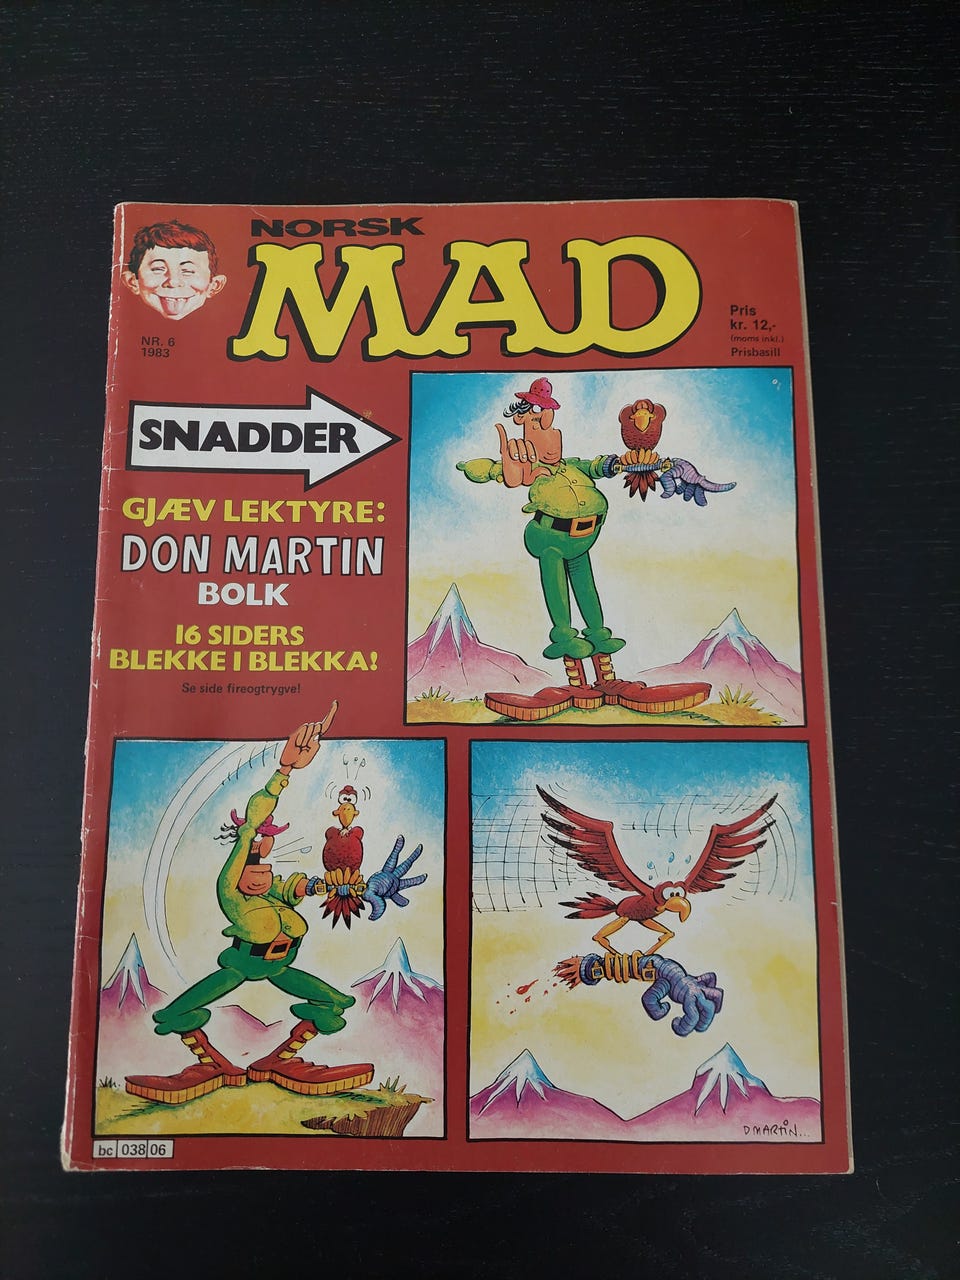 NORSK
MAD
NR. 6
1983
Pris
kr. 12,-
(moms inkl.)
Prisbasill
SNADDER
GJÆV LEKTYRE:
DON MARTIN
BOLK
16 SIDERS
BLEKKE I BLEKKA!
Se side fireogtrygve!
D MARTiN...
bc 038 06